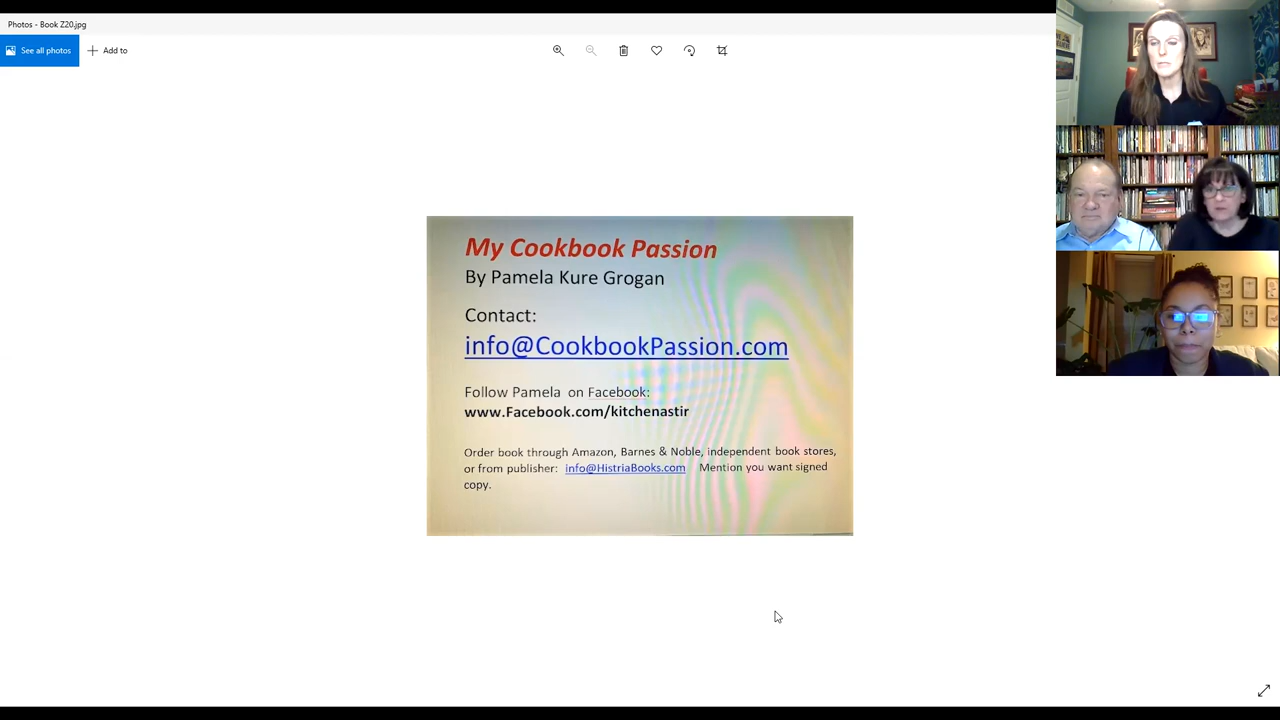 Photos - Book Z20.jpg
See all photos
Add to
My Cookbook Passion
By Pamela Kure Grogan
Contact:
info@CookbookPassion.com
Follow Pamela on Facebook:
www.Facebook.com/kitchenastir
Order book through Amazon, Barnes & Noble, independent book stores,
or from publisher: info@HistriaBooks.com Mention you want signed
copy.